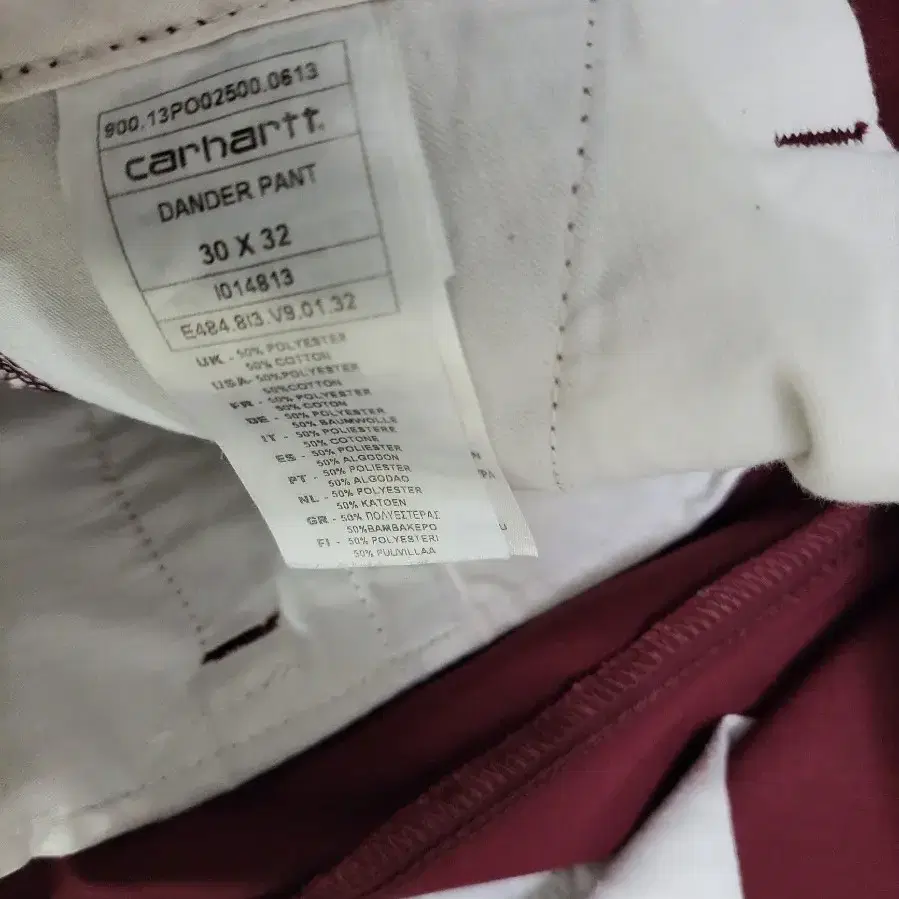 900.13PO02500.0613
carhartt.
DANDER PANT
30 X 32
I014813
E484.813.V9.01.32
UK - 50% POLYESTER
50% COTTON
USA- 50%POLYESTER
50%COTTON
FR - 50% POLYESTER
50% COTON
DE - 50% POLYESTER
50% BAUMWOLLE
IT - 50% POLIESTERE
50% COTONE
ES - 50% POLIESTER
50% ALGODON
PT - 50% POLIESTER
50% ALGODAO
NL - 50% POLYESTER
50% KATOEN
GR - 50% ΠΟΛΥΕΣΤΕΡΑΣ
50%ΒΑΜΒΑΚΕΡΟ
FI - 50% POLYESTERI
50% PUUVILLAA